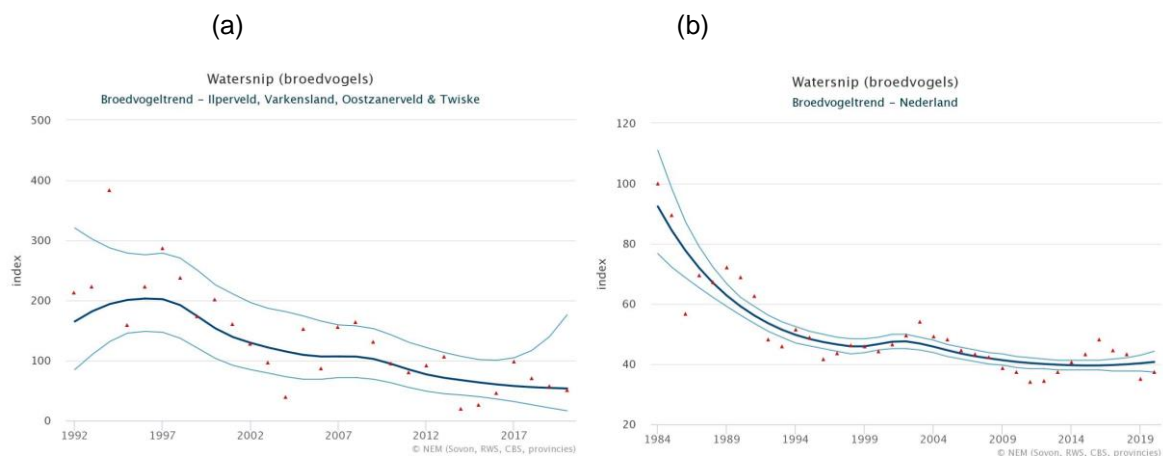 (a)
Watersnip (broedvogels)
Broedvogeltrend – Ilperveld, Varkensland, Oostzanerveld & Twiske
500
400
300
200
100
0
index
1992 1997 2002 2007 2012 2017
© NEM (Sovon, RWS, CBS, provincies)
(b)
Watersnip (broedvogels)
Broedvogeltrend – Nederland
120
100
80
60
40
20
index
1984 1989 1994 1999 2004 2009 2014 2019
© NEM (Sovon, RWS, CBS, provincies)